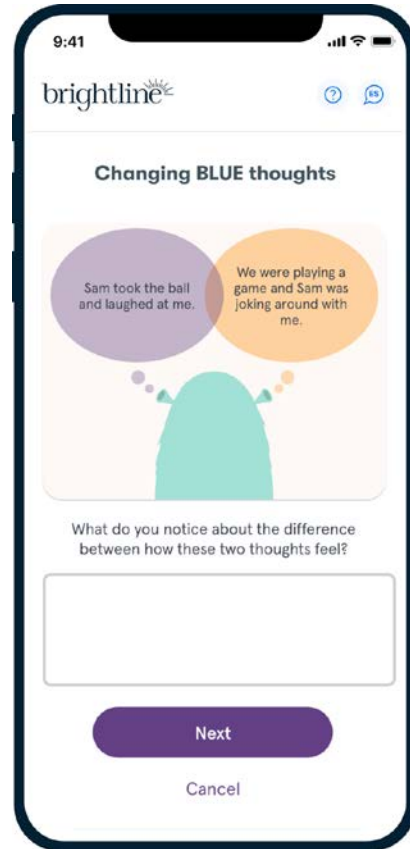 9:41
brightline
?
ES
Changing BLUE thoughts
Sam took the ball
and laughed at me.
We were playing a
game and Sam was
joking around with
me.
What do you notice about the difference
between how these two thoughts feel?
Next
Cancel